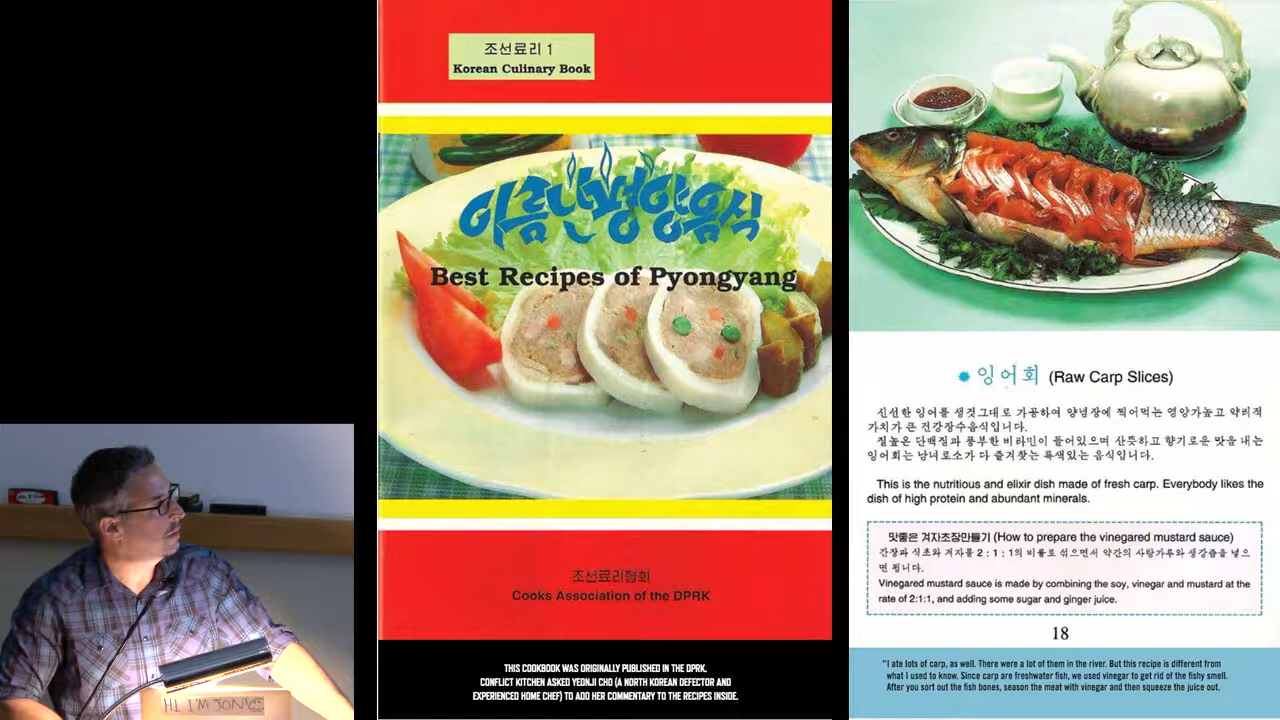 조선료리 1
Korean Culinary Book
아름난평양음식
Best Recipes of Pyongyang
조선료리협회
Cooks Association of the DPRK
THIS COOKBOOK WAS ORIGINALLY PUBLISHED IN THE DPRK.
CONFLICT KITCHEN ASKED YEONJI CHO (A NORTH KOREAN DEFECTOR AND
EXPERIENCED HOME CHEF) TO ADD HER COMMENTARY TO THE RECIPES INSIDE.
잉어회 (Raw Carp Slices)
신선한 잉어를 생것그대로 가공하여 양념장에 찍어먹는 영양가높고 약리적
가치가 큰 건강장수음식입니다.
질높은 단백질과 풍부한 비타민이 들어있으며 산뜻하고 향기로운 맛을 내는
잉어회는 남녀로소가 다 즐겨찾는 특색있는 음식입니다.
This is the nutritious and elixir dish made of fresh carp. Everybody likes the
dish of high protein and abundant minerals.
맛좋은 겨자초장만들기 (How to prepare the vinegared mustard sauce)
간장과 식초와 겨자물 2 : 1 : 1의 비률로 섞으면서 약간의 사탕가루와 생강즙을 넣으
면 됩니다.
Vinegared mustard sauce is made by combining the soy, vinegar and mustard at the
rate of 2:1:1, and adding some sugar and ginger juice.
18
"I ate lots of carp, as well. There were a lot of them in the river. But this recipe is different from
what I used to know. Since carp are freshwater fish, we used vinegar to get rid of the fishy smell.
After you sort out the fish bones, season the meat with vinegar and then squeeze the juice out.
HI I'M JON!